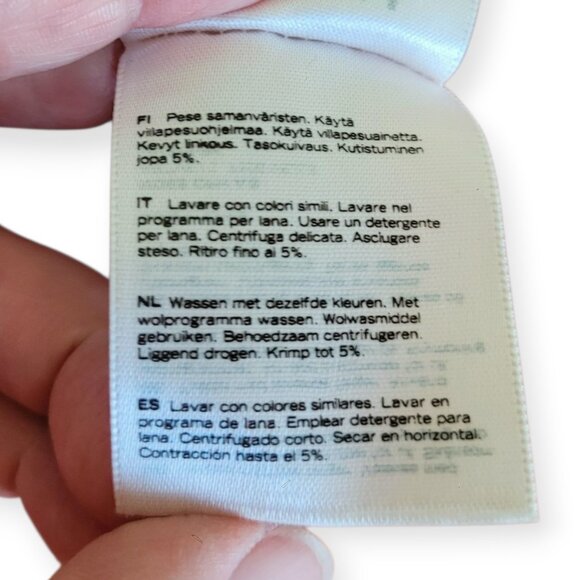 FI Pese samanväristen. Käytä
villapesuohjelmaa. Käytä villapesuainetta.
Kevyt linkous. Tasokuivaus. Kutistuminen
jopa 5%.
IT Lavare con colori simili. Lavare nel
programma per lana. Usare un detergente
per lana. Centrifuga delicata. Asciugare
steso. Ritiro fino al 5%.
NL Wassen met dezelfde kleuren. Met
wolprogramma wassen. Wolwasmiddel
gebruiken. Behoedzaam centrifugeren.
Liggend drogen. Krimp tot 5%.
ES Lavar con colores similares. Lavar en
programa de lana. Emplear detergente para
lana. Centrifugado corto. Secar en horizontal.
Contracción hasta el 5%.